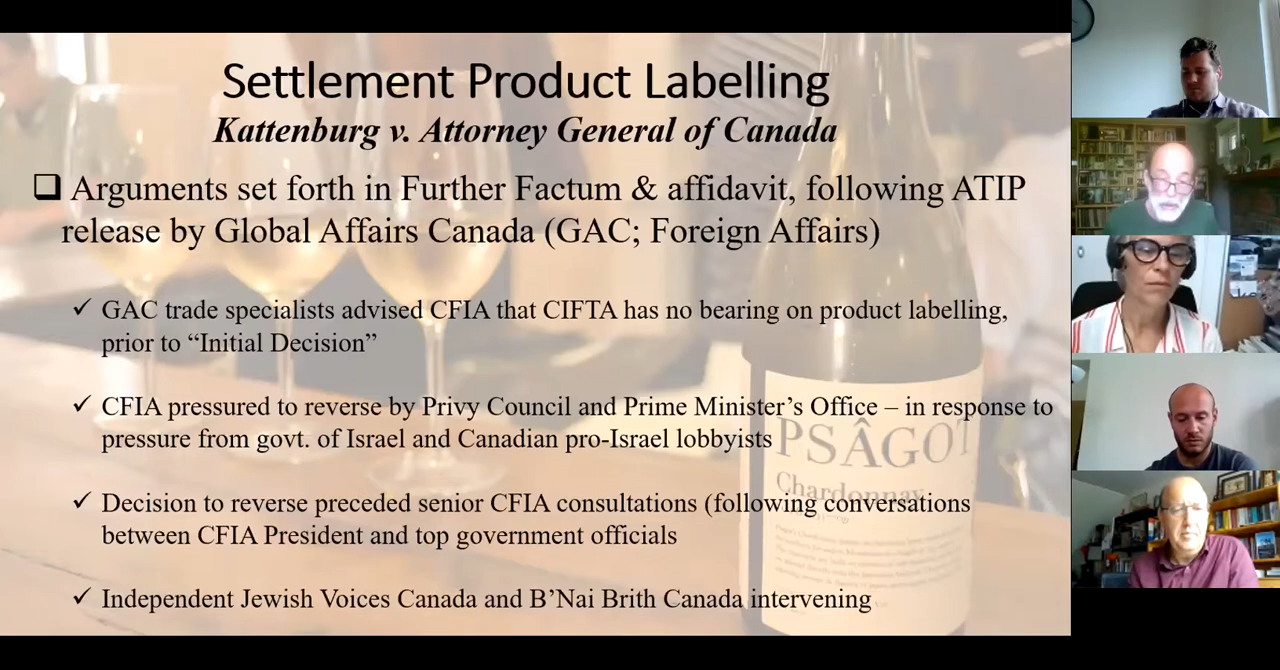 Settlement Product Labelling
Kattenburg v. Attorney General of Canada
Arguments set forth in Further Factum & affidavit, following ATIP
release by Global Affairs Canada (GAC; Foreign Affairs)
GAC trade specialists advised CFIA that CIFTA has no bearing on product labelling,
prior to “Initial Decision”
CFIA pressured to reverse by Privy Council and Prime Minister’s Office – in response to
pressure from govt. of Israel and Canadian pro-Israel lobbyists
PSÂGOT
Chardonnay
Decision to reverse preceded senior CFIA consultations (following conversations
between CFIA President and top government officials
Independent Jewish Voices Canada and B’Nai Brith Canada intervening